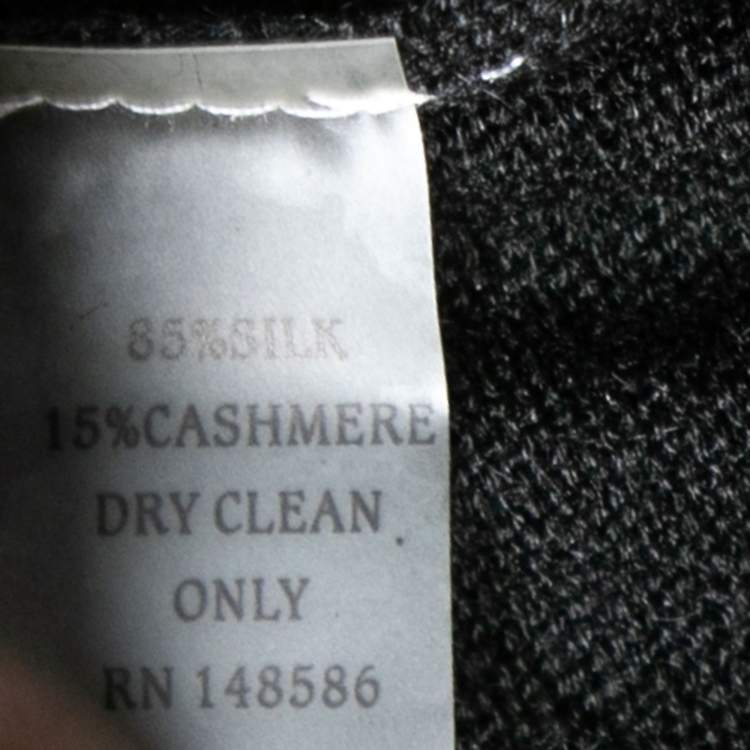 85%SILK
15%CASHMERE
DRY CLEAN
ONLY
RN 148586